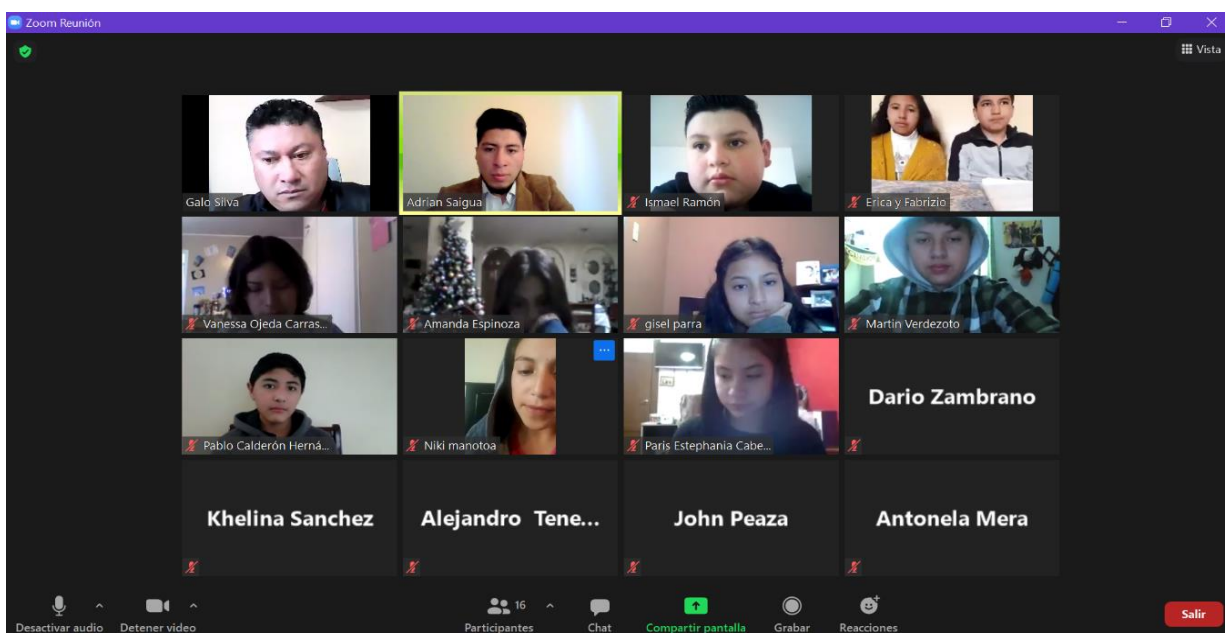 Zoom Reunión
Vista
Galo Silva
Adrian Saigua
Ismael Ramón
Erica y Fabrizio
Vanessa Ojeda Carras...
Amanda Espinoza
gisel parra
Martin Verdezoto
Pablo Calderón Herná...
Niki manotoa
Paris Estephania Cabe...
Dario Zambrano
Khelina Sanchez
Alejandro Tene...
John Peaza
Antonela Mera
Desactivar audio
Detener video
16
Participantes
Chat
Compartir pantalla
Grabar
Reacciones
Salir